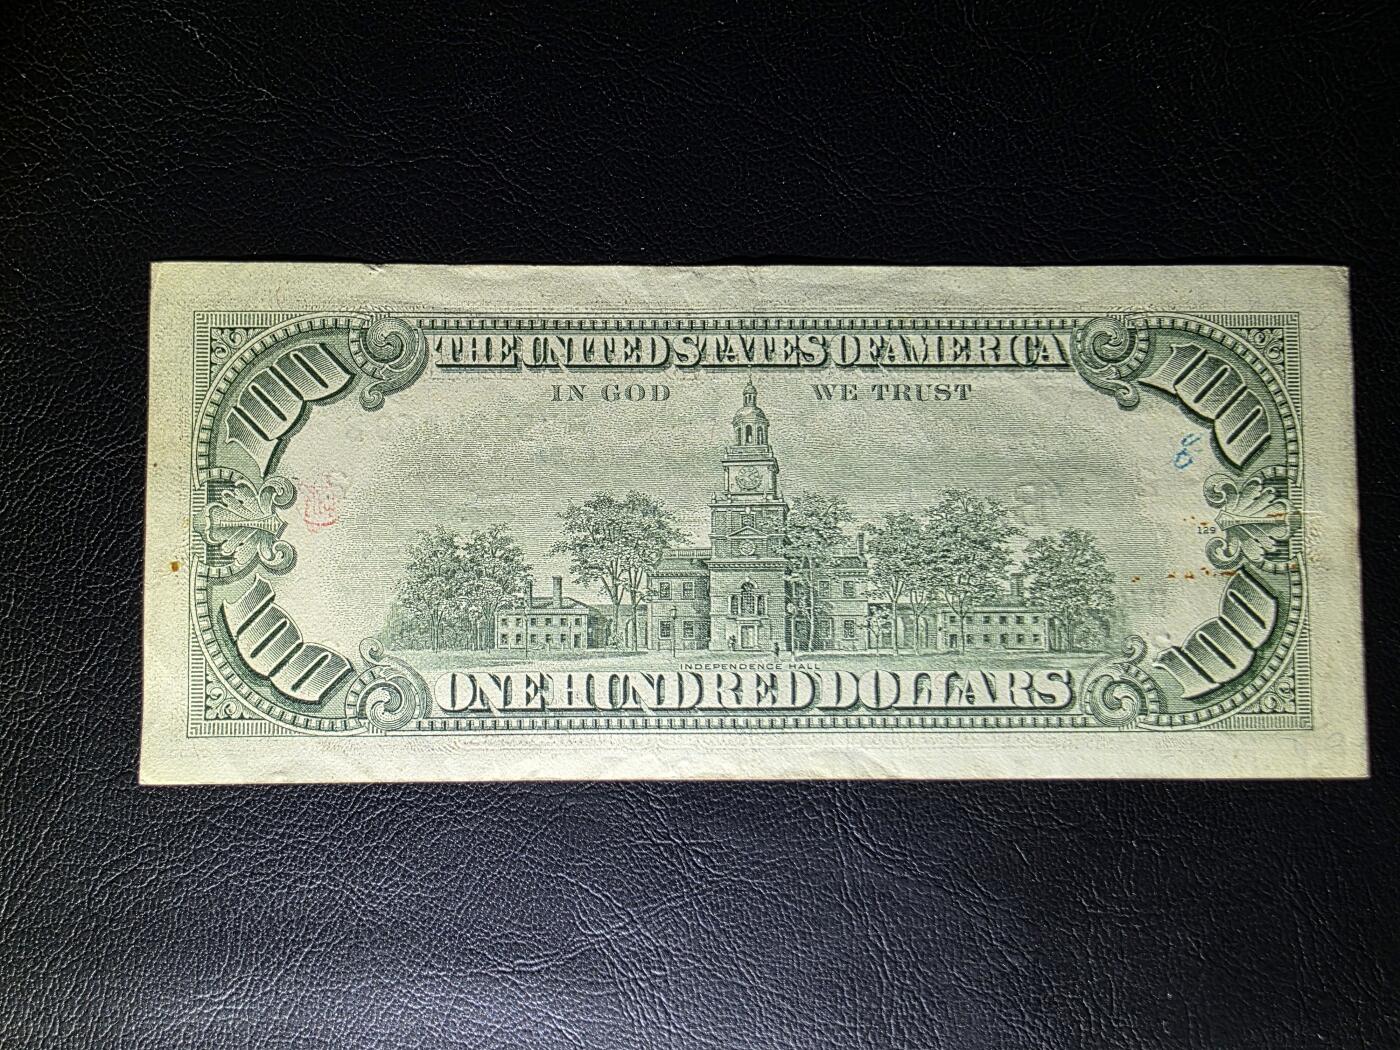 THE UNITED STATES OF AMERICA
IN GOD WE TRUST
100 100
129
100 100
INDEPENDENCE HALL
ONE HUNDRED DOLLARS